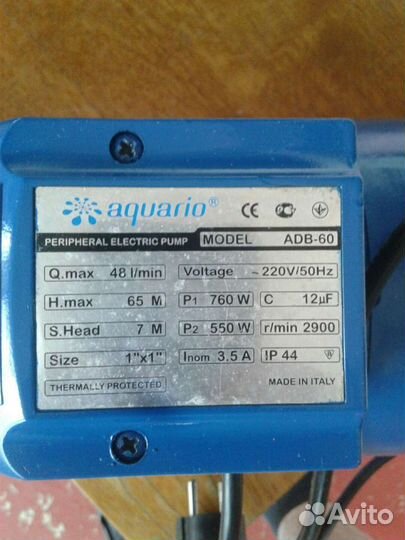 aquario®
CE
PERIPHERAL ELECTRIC PUMP MODEL ADB-60
Q.max 48 l/min Voltage ~220V/50Hz
H.max 65 M P1 760 W C 12µF
S.Head 7 M P2 550 W r/min 2900
Size 1"x1" Inom 3.5 A IP 44
THERMALLY PROTECTED MADE IN ITALY
Avito